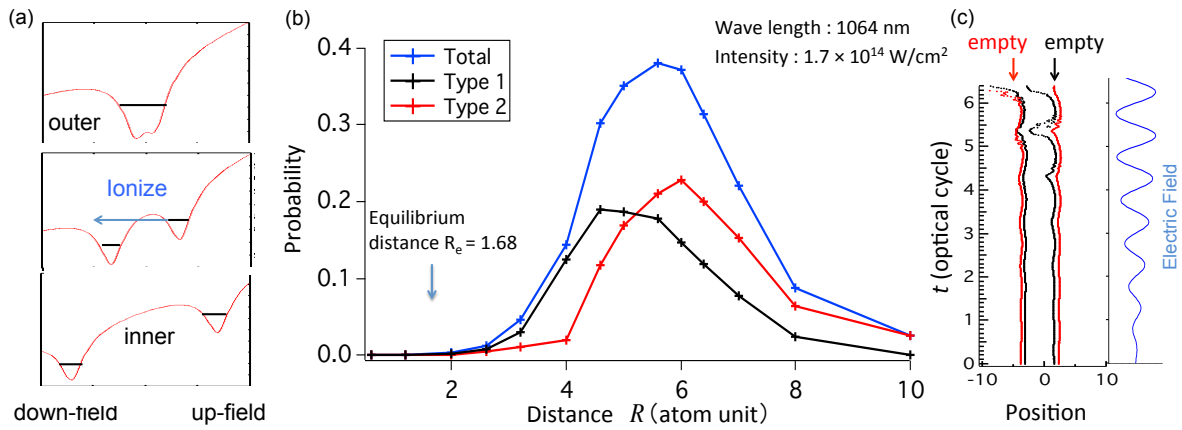 (a)
outer
Ionize
inner
down-field
up-field
(b)
Wave length : 1064 nm
Intensity : 1.7 × 10¹⁴ W/cm²
Total
Type 1
Type 2
Equilibrium
distance Rₑ = 1.68
Probability
0.4
0.3
0.2
0.1
0.0
2
4
6
8
10
Distance R (atom unit)
(c)
empty
empty
t (optical cycle)
6
5
4
3
2
1
0
-10
0
10
Position
Electric Field